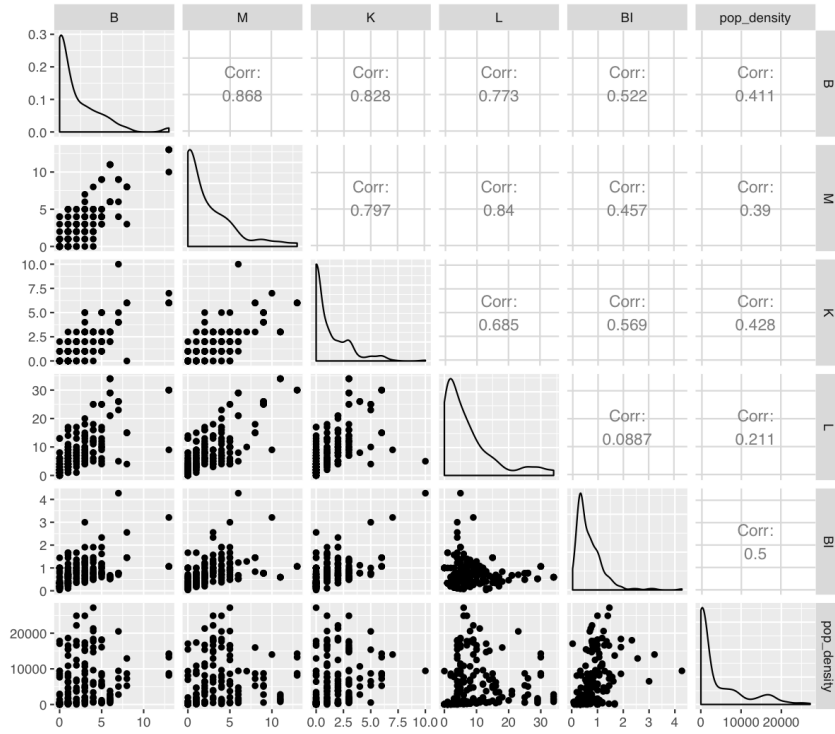 B M K L BI pop_density
0.3
0.2
0.1
0.0
Corr:
0.868
Corr:
0.828
Corr:
0.773
Corr:
0.522
Corr:
0.411
B
10
5
0
Corr:
0.797
Corr:
0.84
Corr:
0.457
Corr:
0.39
M
10.0
7.5
5.0
2.5
0.0
Corr:
0.685
Corr:
0.569
Corr:
0.428
K
30
20
10
0
Corr:
0.0887
Corr:
0.211
L
4
3
2
1
0
Corr:
0.5
BI
20000
10000
0
pop_density
0 5 10 0 5 10 0.0 2.5 5.0 7.5 10.0 0 10 20 30 0 1 2 3 4 0 10000 20000